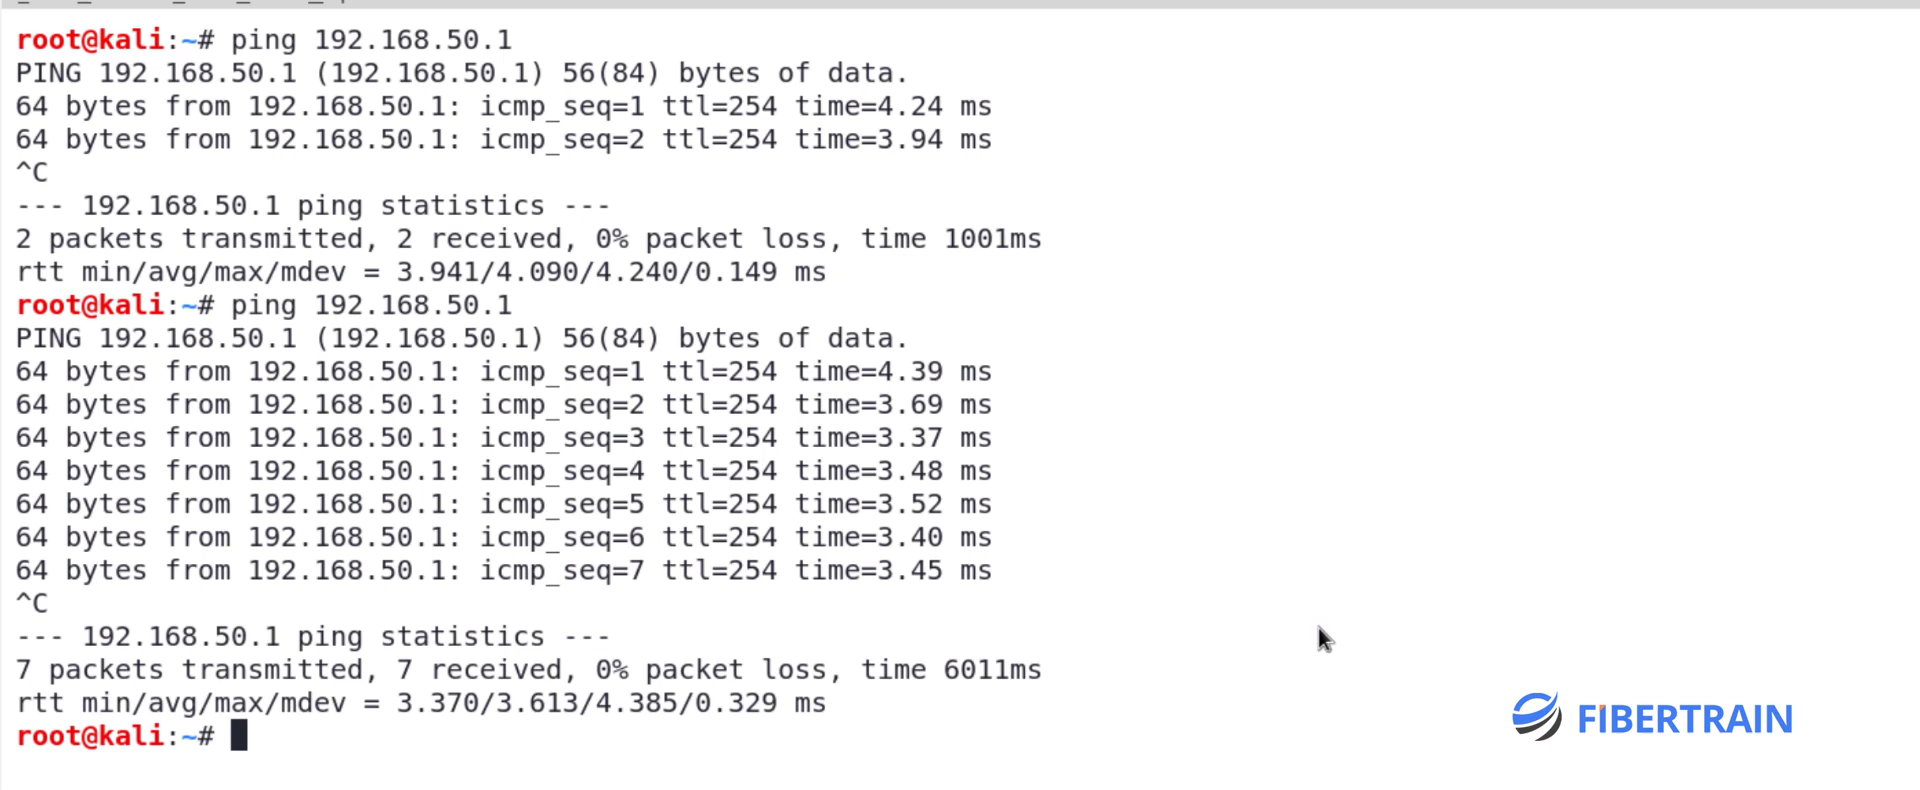 root@kali:~# ping 192.168.50.1
PING 192.168.50.1 (192.168.50.1) 56(84) bytes of data.
64 bytes from 192.168.50.1: icmp_seq=1 ttl=254 time=4.24 ms
64 bytes from 192.168.50.1: icmp_seq=2 ttl=254 time=3.94 ms
^C
--- 192.168.50.1 ping statistics ---
2 packets transmitted, 2 received, 0% packet loss, time 1001ms
rtt min/avg/max/mdev = 3.941/4.090/4.240/0.149 ms
root@kali:~# ping 192.168.50.1
PING 192.168.50.1 (192.168.50.1) 56(84) bytes of data.
64 bytes from 192.168.50.1: icmp_seq=1 ttl=254 time=4.39 ms
64 bytes from 192.168.50.1: icmp_seq=2 ttl=254 time=3.69 ms
64 bytes from 192.168.50.1: icmp_seq=3 ttl=254 time=3.37 ms
64 bytes from 192.168.50.1: icmp_seq=4 ttl=254 time=3.48 ms
64 bytes from 192.168.50.1: icmp_seq=5 ttl=254 time=3.52 ms
64 bytes from 192.168.50.1: icmp_seq=6 ttl=254 time=3.40 ms
64 bytes from 192.168.50.1: icmp_seq=7 ttl=254 time=3.45 ms
^C
--- 192.168.50.1 ping statistics ---
7 packets transmitted, 7 received, 0% packet loss, time 6011ms
rtt min/avg/max/mdev = 3.370/3.613/4.385/0.329 ms
root@kali:~#
FIBERTRAIN